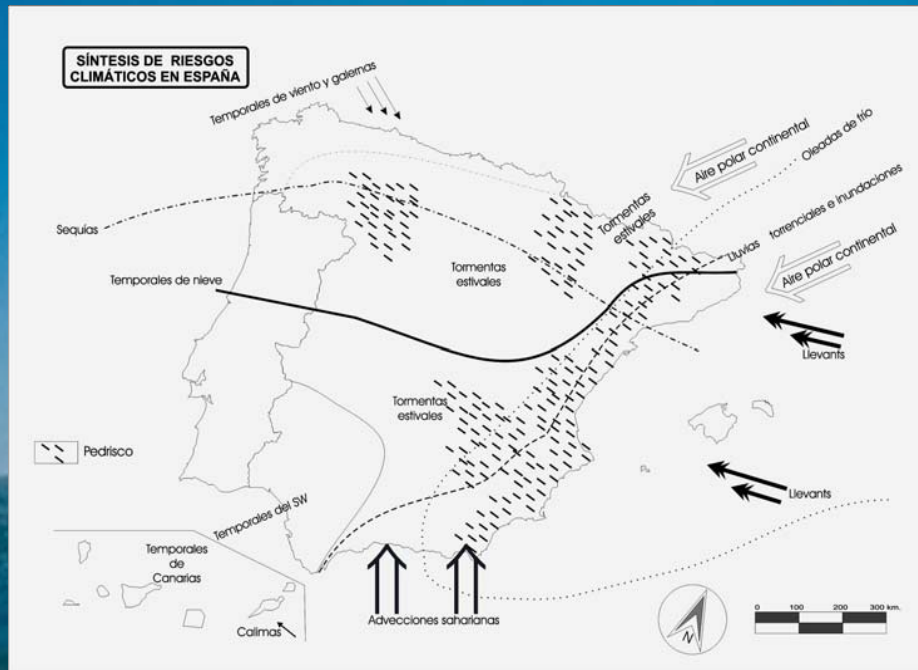 SÍNTESIS DE RIESGOS
CLIMÁTICOS EN ESPAÑA
Temporales de viento y galernas
Aire polar continental
Oleadas de frío
Tormentas
estivales
Lluvias torrenciales e inundaciones
Sequías
Tormentas
estivales
Aire polar continental
Temporales de nieve
Llevants
Tormentas
estivales
Pedrisco
Llevants
Temporales del SW
Temporales
de
Canarias
Calimas
Advecciones saharianas
N
0 100 200 300 km.